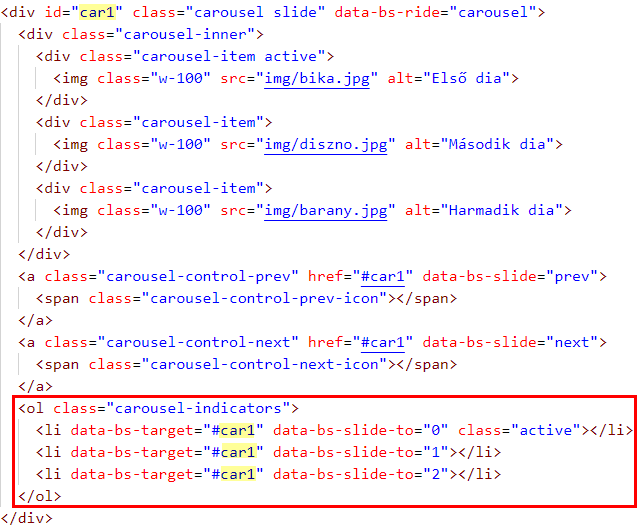 <div id="car1" class="carousel slide" data-bs-ride="carousel">
  <div class="carousel-inner">
    <div class="carousel-item active">
      <img class="w-100" src="img/bika.jpg" alt="Első dia">
    </div>
    <div class="carousel-item">
      <img class="w-100" src="img/diszno.jpg" alt="Második dia">
    </div>
    <div class="carousel-item">
      <img class="w-100" src="img/barany.jpg" alt="Harmadik dia">
    </div>
  </div>
  <a class="carousel-control-prev" href="#car1" data-bs-slide="prev">
    <span class="carousel-control-prev-icon"></span>
  </a>
  <a class="carousel-control-next" href="#car1" data-bs-slide="next">
    <span class="carousel-control-next-icon"></span>
  </a>
  <ol class="carousel-indicators">
    <li data-bs-target="#car1" data-bs-slide-to="0" class="active"></li>
    <li data-bs-target="#car1" data-bs-slide-to="1"></li>
    <li data-bs-target="#car1" data-bs-slide-to="2"></li>
  </ol>
</div>